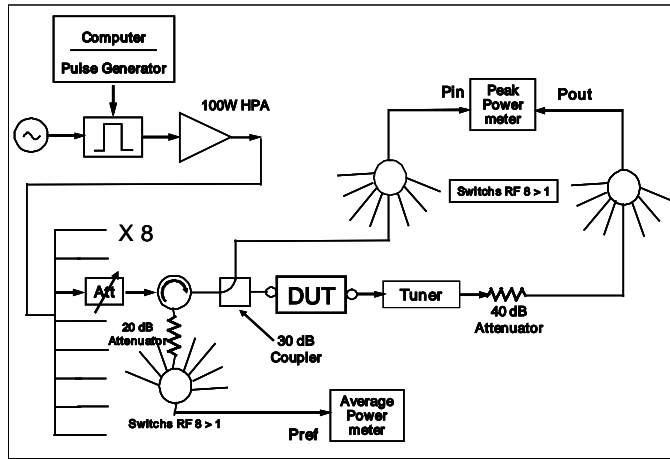 Computer
Pulse Generator
100W HPA
Pin
Peak
Power
meter
Pout
Switchs RF 8 > 1
X 8
Att
20 dB
Attenuator
30 dB
Coupler
DUT
Tuner
40 dB
Attenuator
Switchs RF 8 > 1
Pref
Average
Power
meter